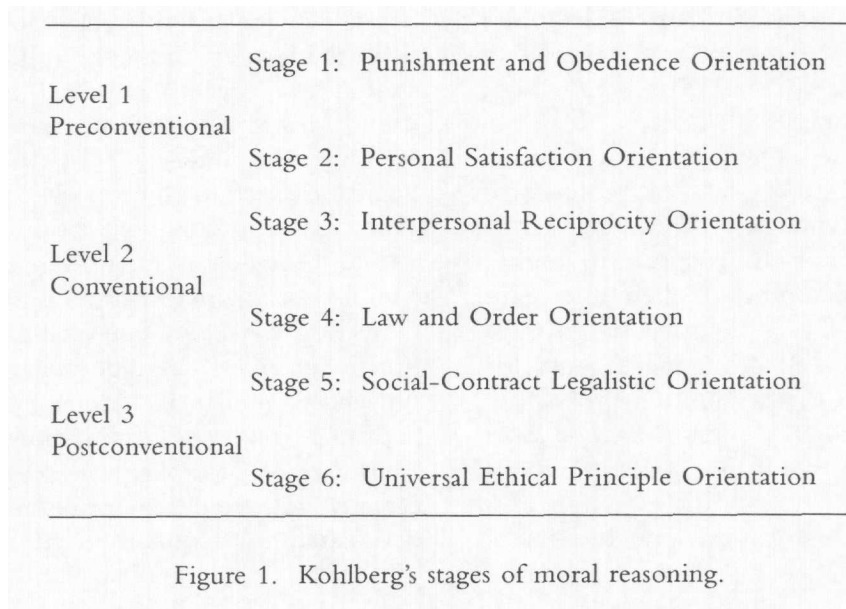 Stage 1: Punishment and Obedience Orientation
Level 1
Preconventional
Stage 2: Personal Satisfaction Orientation
Stage 3: Interpersonal Reciprocity Orientation
Level 2
Conventional
Stage 4: Law and Order Orientation
Stage 5: Social-Contract Legalistic Orientation
Level 3
Postconventional
Stage 6: Universal Ethical Principle Orientation
Figure 1. Kohlberg's stages of moral reasoning.